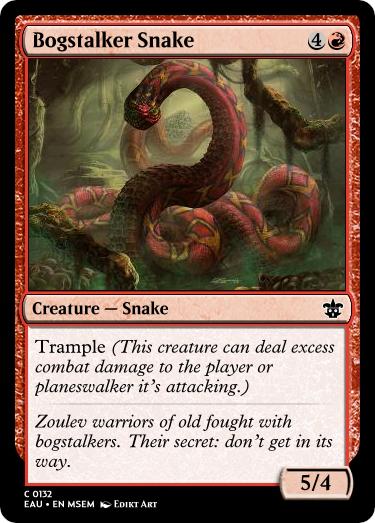 Bogstalker Snake 4
Creature — Snake
Trample (This creature can deal excess
combat damage to the player or
planeswalker it's attacking.)
Zoulev warriors of old fought with
bogstalkers. Their secret: don't get in its
way.
5/4
C 0132
EAU • EN MSEM Edikt Art